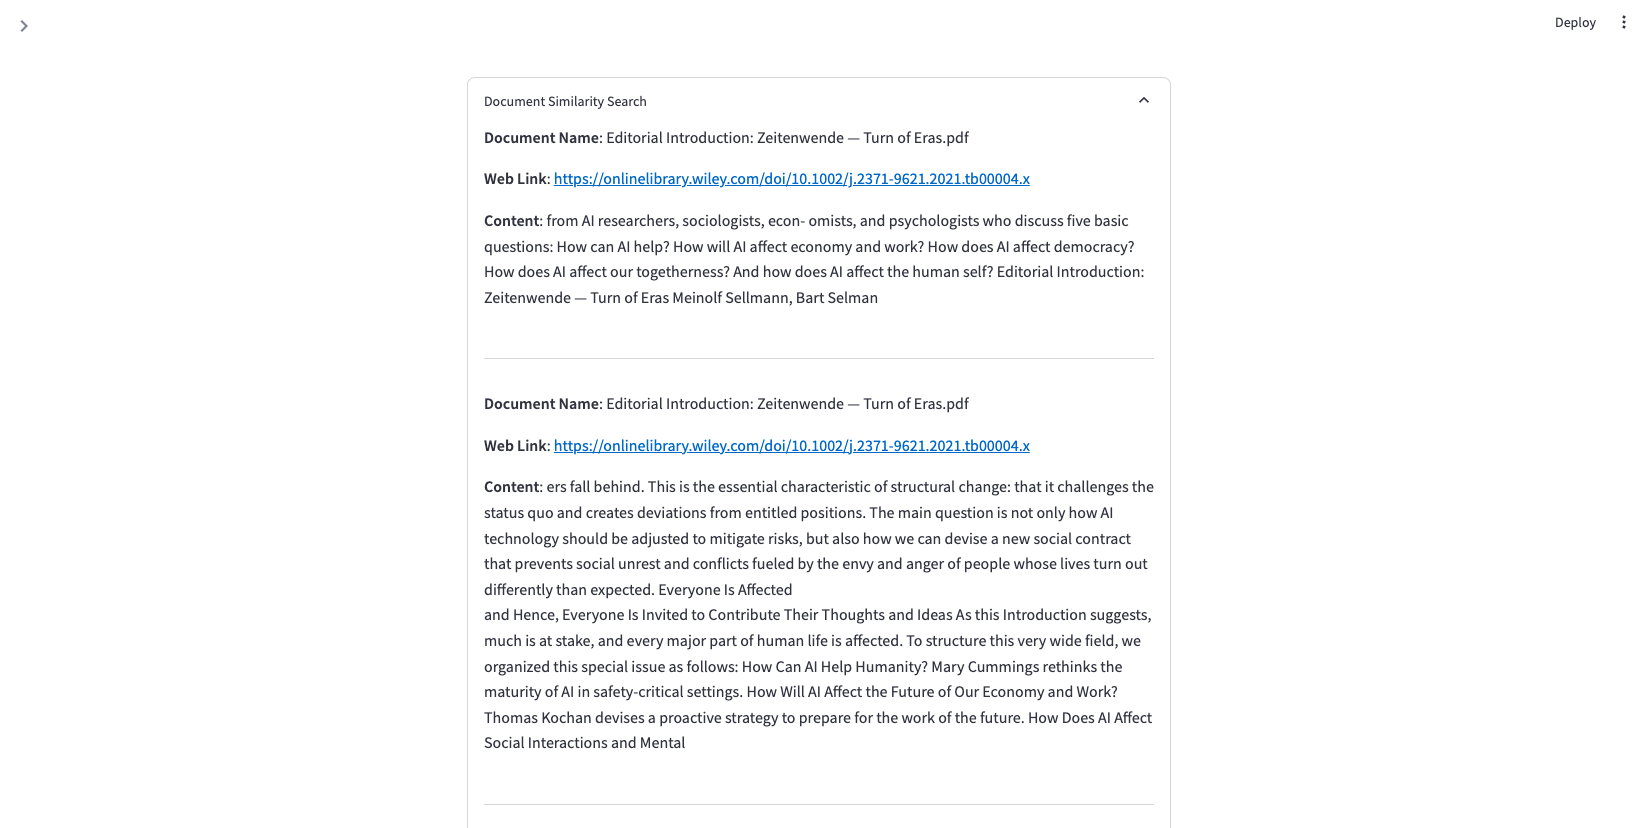 Deploy
Document Similarity Search
Document Name: Editorial Introduction: Zeitenwende — Turn of Eras.pdf
Web Link: https://onlinelibrary.wiley.com/doi/10.1002/j.2371-9621.2021.tb00004.x
Content: from AI researchers, sociologists, econ- omists, and psychologists who discuss five basic
questions: How can AI help? How will AI affect economy and work? How does AI affect democracy?
How does AI affect our togetherness? And how does AI affect the human self? Editorial Introduction:
Zeitenwende — Turn of Eras Meinolf Sellmann, Bart Selman
Document Name: Editorial Introduction: Zeitenwende — Turn of Eras.pdf
Web Link: https://onlinelibrary.wiley.com/doi/10.1002/j.2371-9621.2021.tb00004.x
Content: ers fall behind. This is the essential characteristic of structural change: that it challenges the
status quo and creates deviations from entitled positions. The main question is not only how AI
technology should be adjusted to mitigate risks, but also how we can devise a new social contract
that prevents social unrest and conflicts fueled by the envy and anger of people whose lives turn out
differently than expected. Everyone Is Affected
and Hence, Everyone Is Invited to Contribute Their Thoughts and Ideas As this Introduction suggests,
much is at stake, and every major part of human life is affected. To structure this very wide field, we
organized this special issue as follows: How Can AI Help Humanity? Mary Cummings rethinks the
maturity of AI in safety-critical settings. How Will AI Affect the Future of Our Economy and Work?
Thomas Kochan devises a proactive strategy to prepare for the work of the future. How Does AI Affect
Social Interactions and Mental